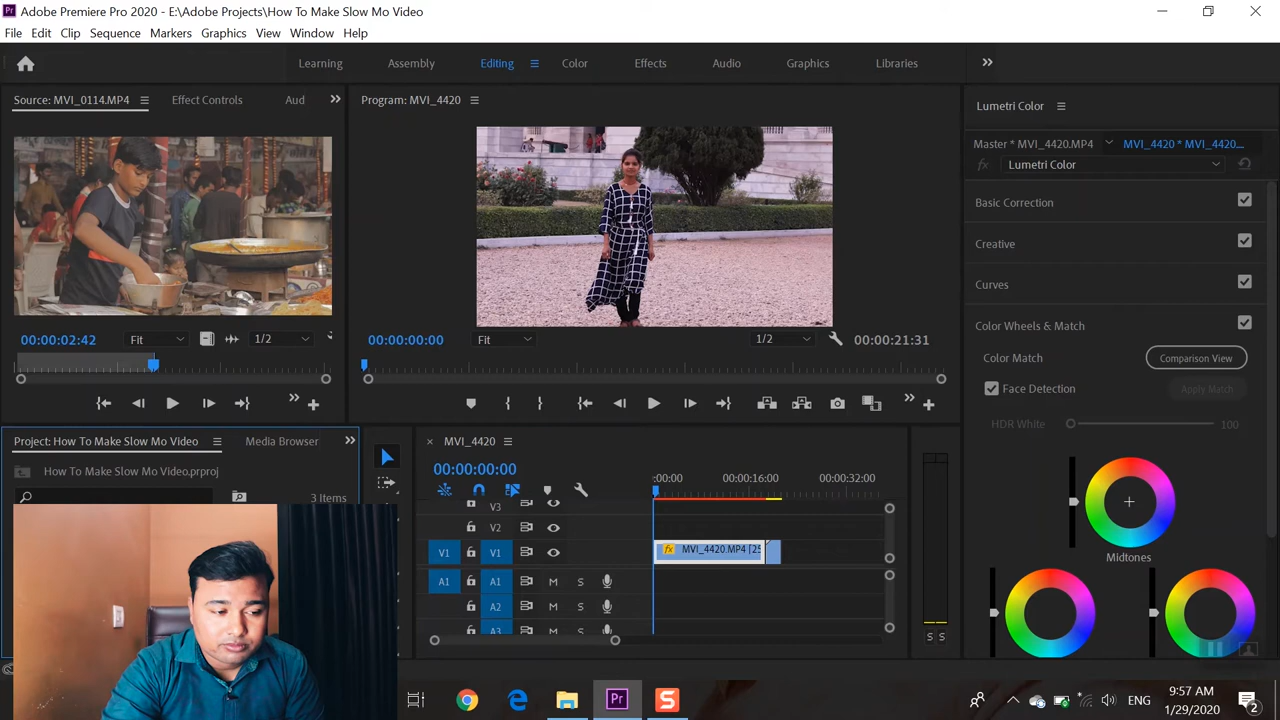 Adobe Premiere Pro 2020 - E:\Adobe Projects\How To Make Slow Mo Video
File Edit Clip Sequence Markers Graphics View Window Help
Learning Assembly Editing Color Effects Audio Graphics Libraries
Source: MVI_0114.MP4 Effect Controls Aud
Program: MVI_4420
Lumetri Color
Master * MVI_4420.MP4 MVI_4420 * MVI_4420...
fx Lumetri Color
Basic Correction
Creative
Curves
Color Wheels & Match
Color Match Comparison View
Face Detection Apply Match
HDR White 100
Midtones
00:00:02:42 Fit 1/2
00:00:00:00 Fit 1/2 00:00:21:31
Project: How To Make Slow Mo Video Media Browser
How To Make Slow Mo Video.prproj
3 Items
MVI_4420
00:00:00:00
:00:00 00:00:16:00 00:00:32:00
V3
V2
V1 V1 fx MVI_4420.MP4 [25
A1 A1 M S
A2 M S
A3 M S
S S
ENG
9:57 AM
1/29/2020
2